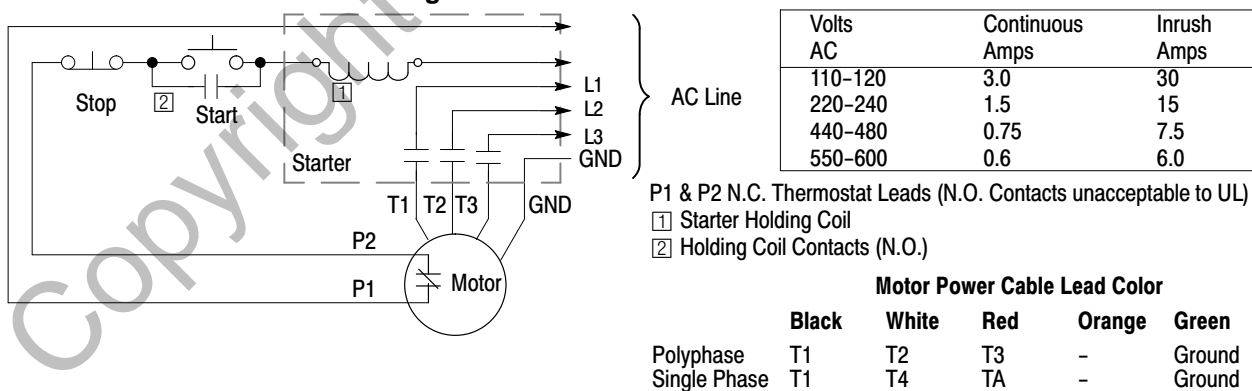 Stop
2
Start
1
Starter
L1
L2
L3
GND
AC Line
T1 T2 T3 GND
P2
P1
Motor
Copyright
Volts AC Continuous Amps Inrush Amps
110–120 3.0 30
220–240 1.5 15
440–480 0.75 7.5
550–600 0.6 6.0
P1 & P2 N.C. Thermostat Leads (N.O. Contacts unacceptable to UL)
1 Starter Holding Coil
2 Holding Coil Contacts (N.O.)
Motor Power Cable Lead Color
Black White Red Orange Green
Polyphase T1 T2 T3 – Ground
Single Phase T1 T4 TA – Ground